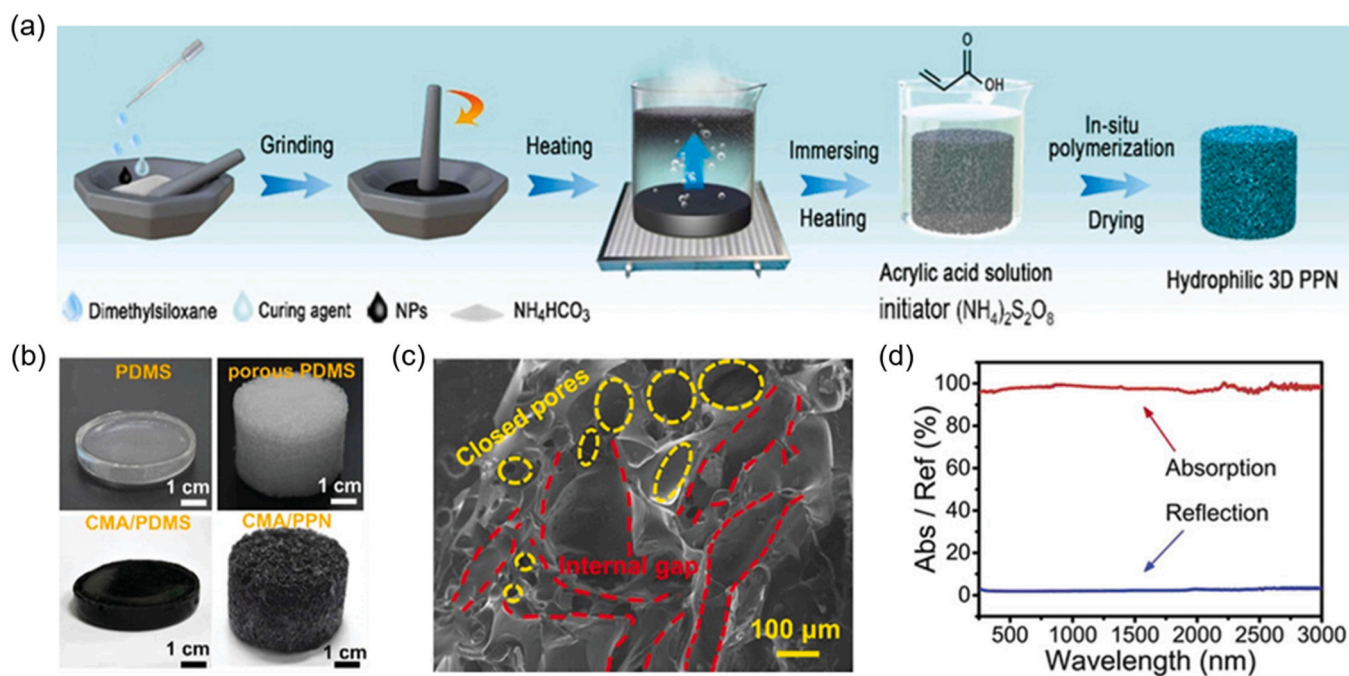 (a)
O
OH
Grinding
Heating
Immersing
Heating
In-situ
polymerization
Drying
Acrylic acid solution
initiator (NH₄)₂S₂O₈
Hydrophilic 3D PPN
Dimethylsiloxane
Curing agent
NPs
NH₄HCO₃
(b)
PDMS
1 cm
porous PDMS
1 cm
CMA/PDMS
1 cm
CMA/PPN
1 cm
(c)
Closed pores
Internal gap
100 μm
(d)
Abs / Ref (%)
100
80
60
40
20
0
Absorption
Reflection
500
1000
1500
2000
2500
3000
Wavelength (nm)